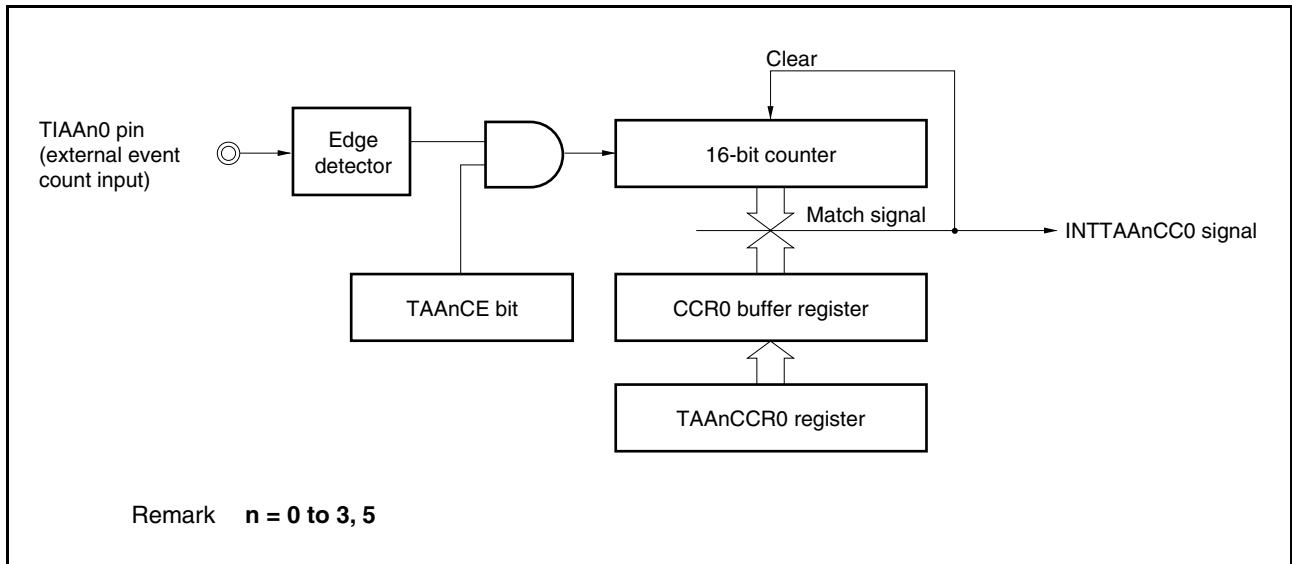 Clear
TIAAn0 pin
(external event
count input)
Edge
detector
16-bit counter
Match signal
INTTAAnCC0 signal
TAAnCE bit
CCR0 buffer register
TAAnCCR0 register
Remark n = 0 to 3, 5